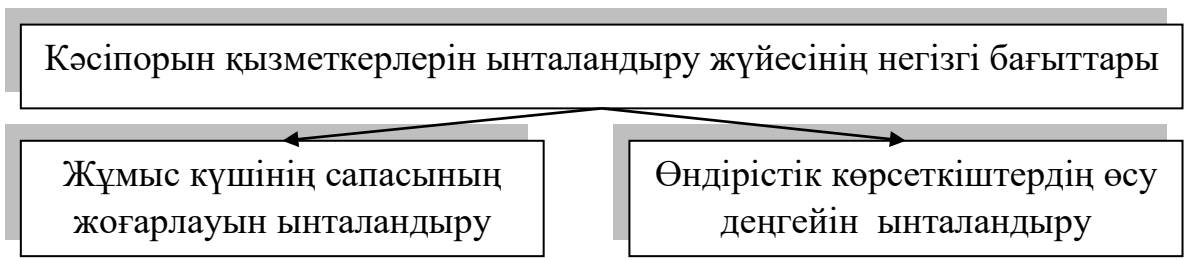 Кәсіпорын қызметкерлерін ынталандыру жүйесінің негізгі бағыттары
Жұмыс күшінің сапасының
жоғарлауын ынталандыру
Өндірістік көрсеткіштердің өсу
деңгейін ынталандыру